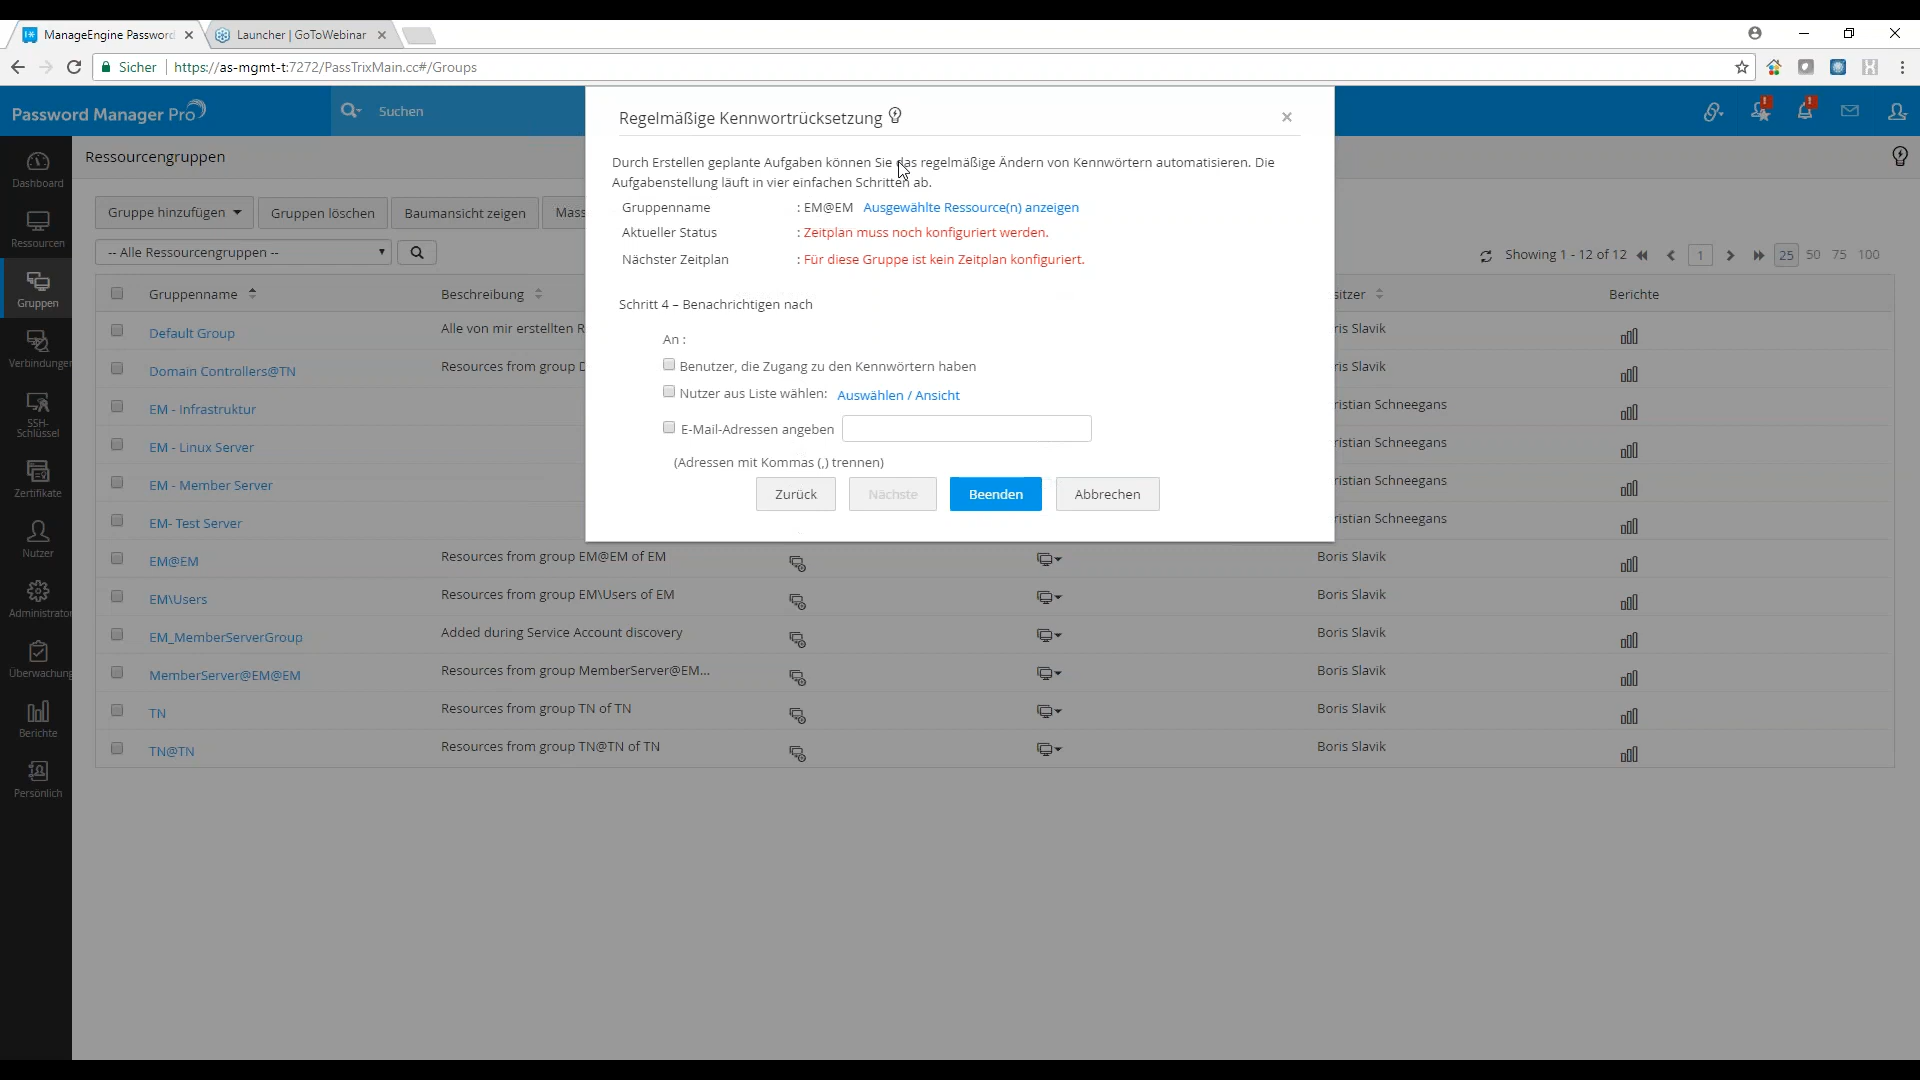 ManageEngine Password
Launcher | GoToWebinar
Sicher
https://as-mgmt-t:7272/PassTrixMain.cc#/Groups
Password Manager Pro
Suchen
Dashboard
Ressourcen
Gruppen
Verbindungen
SSH-
Schlüssel
Zertifikate
Nutzer
Administrator
Überwachung
Berichte
Persönlich
Ressourcengruppen
Gruppe hinzufügen
Gruppen löschen
Baumansicht zeigen
Mass
-- Alle Ressourcengruppen --
Showing 1 - 12 of 12
1
25 50 75 100
Regelmäßige Kennwortrücksetzung
Durch Erstellen geplante Aufgaben können Sie das regelmäßige Ändern von Kennwörtern automatisieren. Die
Aufgabenstellung läuft in vier einfachen Schritten ab.
Gruppenname : EM@EM Ausgewählte Ressource(n) anzeigen
Aktueller Status : Zeitplan muss noch konfiguriert werden.
Nächster Zeitplan : Für diese Gruppe ist kein Zeitplan konfiguriert.
Schritt 4 – Benachrichtigen nach
An :
Benutzer, die Zugang zu den Kennwörtern haben
Nutzer aus Liste wählen: Auswählen / Ansicht
E-Mail-Adressen angeben
(Adressen mit Kommas (,) trennen)
Zurück
Nächste
Beenden
Abbrechen
Gruppenname Beschreibung sitzer Berichte
Default Group Alle von mir erstellten R ris Slavik
Domain Controllers@TN Resources from group D ris Slavik
EM - Infrastruktur ristian Schneegans
EM - Linux Server ristian Schneegans
EM - Member Server ristian Schneegans
EM- Test Server ristian Schneegans
EM@EM Resources from group EM@EM of EM Boris Slavik
EM\Users Resources from group EM\Users of EM Boris Slavik
EM_MemberServerGroup Added during Service Account discovery Boris Slavik
MemberServer@EM@EM Resources from group MemberServer@EM... Boris Slavik
TN Resources from group TN of TN Boris Slavik
TN@TN Resources from group TN@TN of TN Boris Slavik